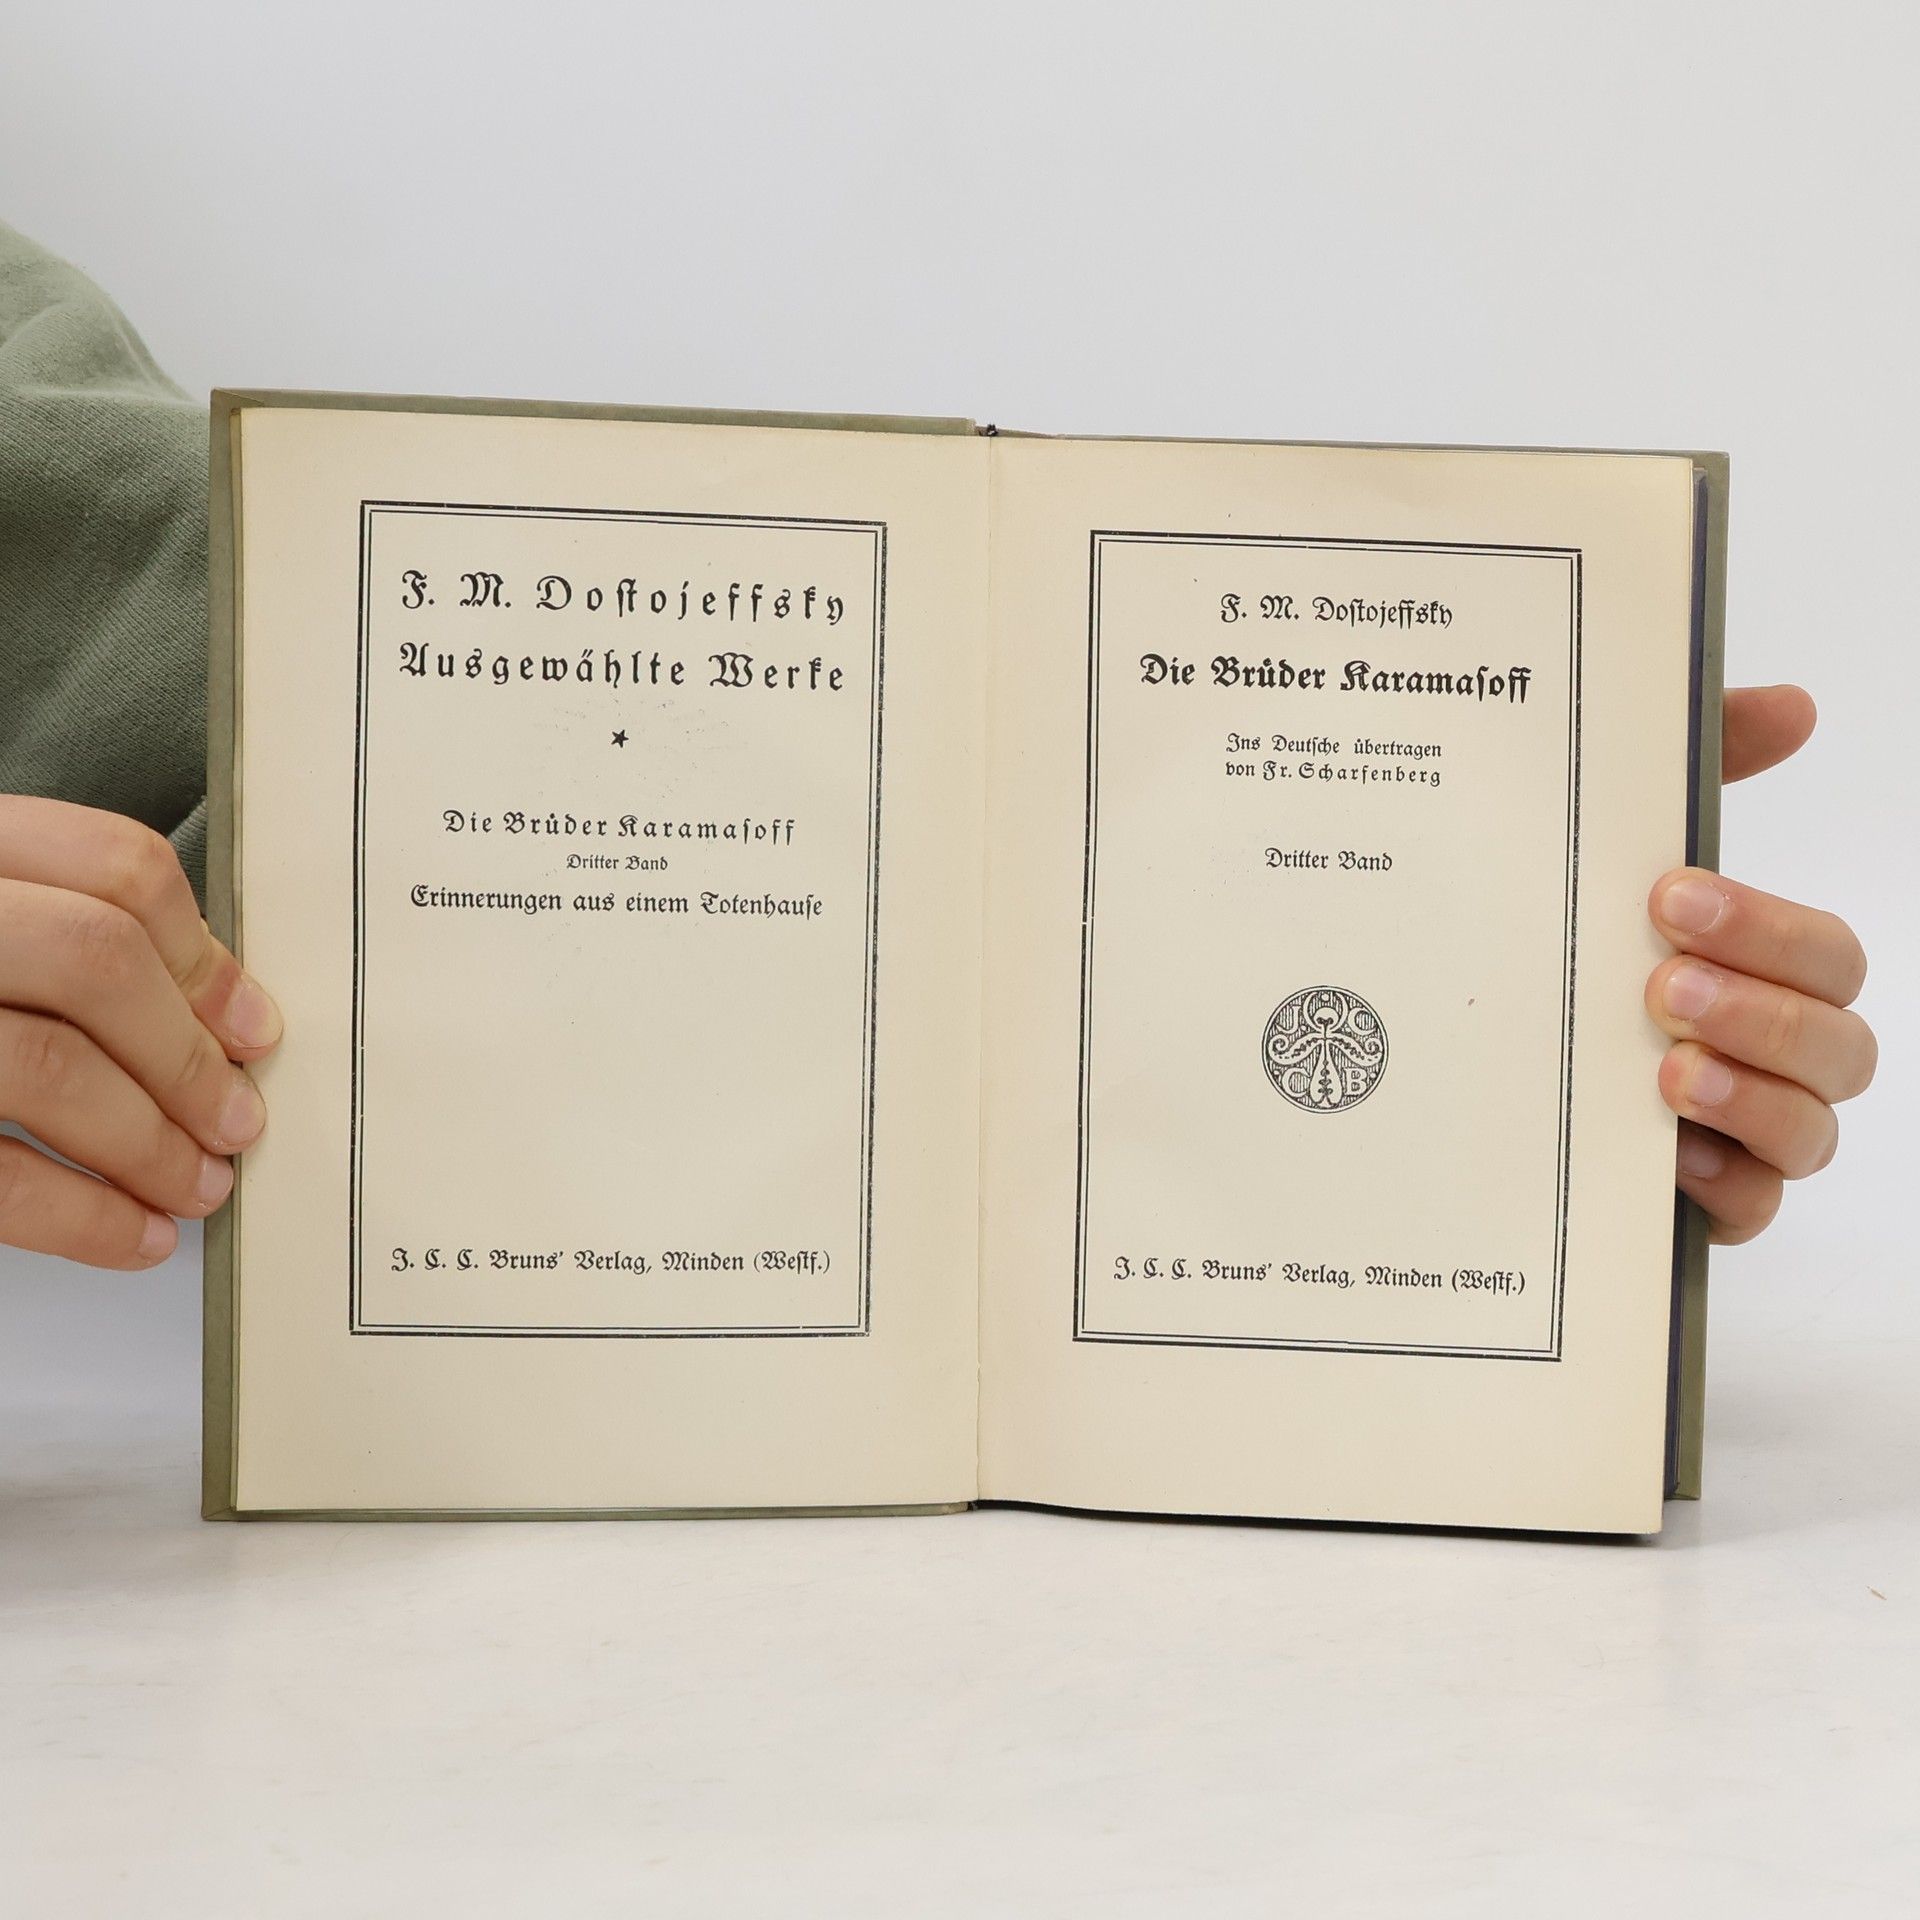 F. M. Dostojeffsky
Ausgewählte Werke
Die Brüder Karamasoff
Dritter Band
Erinnerungen aus einem Totenhause
J. C. C. Bruns' Verlag, Minden (Westf.)
F. M. Dostojeffsky
Die Brüder Karamasoff
Ins Deutsche übertragen
von Fr. Scharfenberg
Dritter Band
J C
C B
J. C. C. Bruns' Verlag, Minden (Westf.)